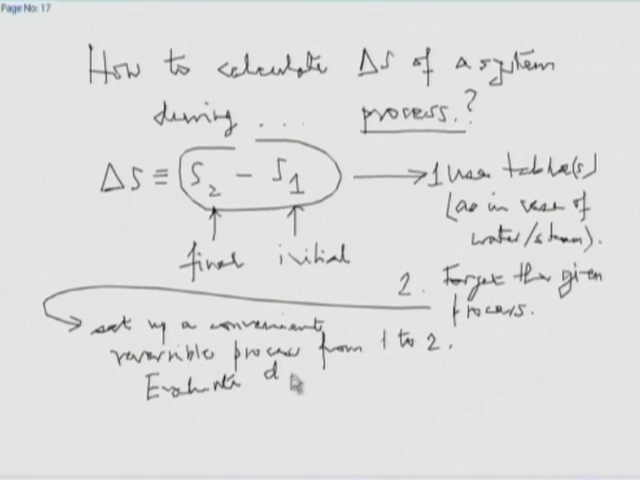 Page No: 17
How to calculate ΔS of a system
during . . . process.?
ΔS ≡ S₂ - S₁ → 1 Use table(s)
(as in case of
water/steam).
final initial
2. Forget the given
process.
set up a convenient
reversible process from 1 to 2.
Evaluate d